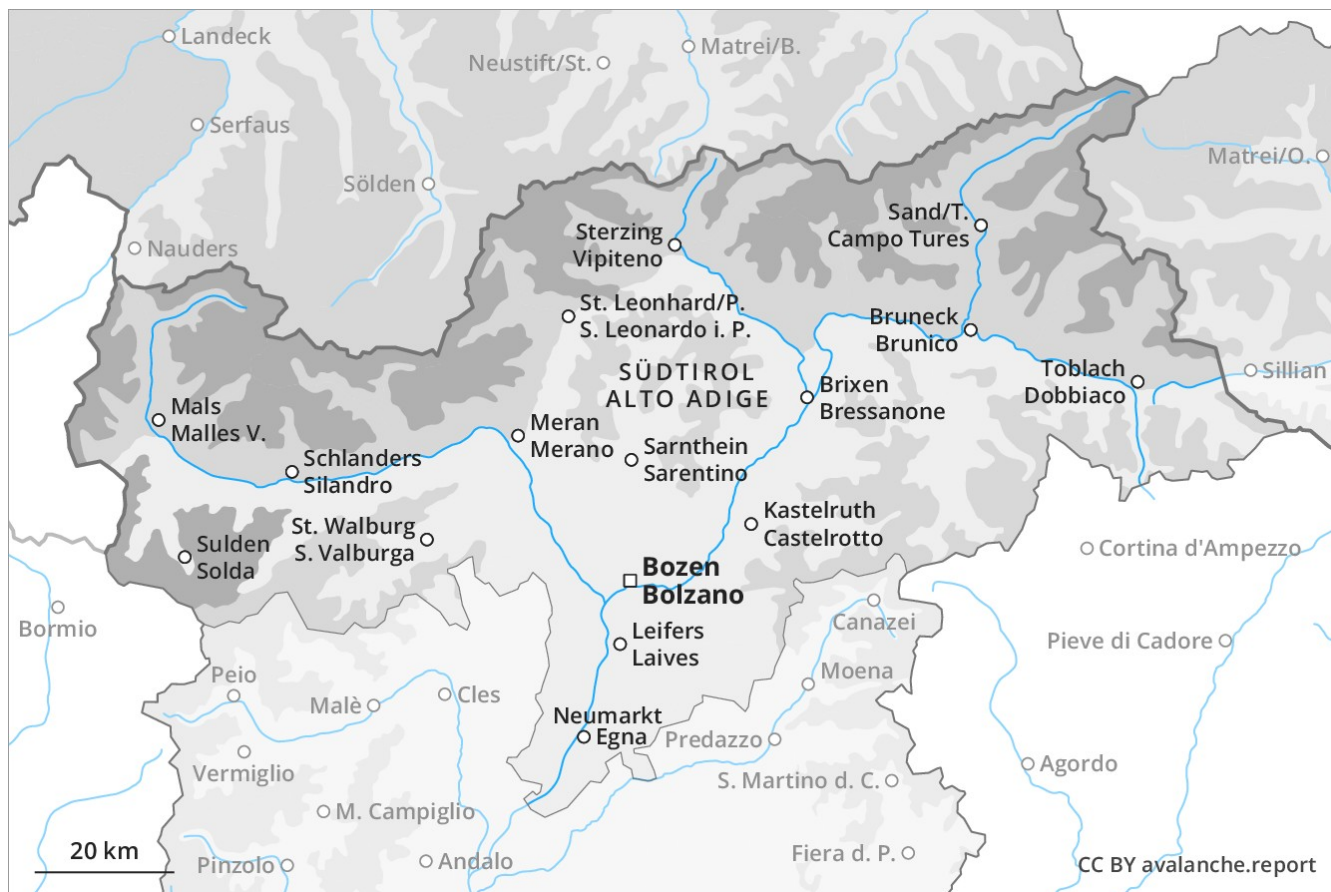 Landeck
Matrei/B.
Neustift/St.
Serfaus
Matrei/O.
Sölden
Sand/T.
Campo Tures
Sterzing
Vipiteno
Nauders
St. Leonhard/P.
S. Leonardo i. P.
Bruneck
Brunico
SÜDTIROL
ALTO ADIGE
Toblach
Dobbiaco
Sillian
Brixen
Bressanone
Mals
Malles V.
Meran
Merano
Sarnthein
Sarentino
Schlanders
Silandro
Kastelruth
Castelrotto
St. Walburg
S. Valburga
Sulden
Solda
Cortina d'Ampezzo
Bozen
Bolzano
Bormio
Canazei
Leifers
Laives
Pieve di Cadore
Peio
Moena
Malè
Cles
Neumarkt
Egna
Predazzo
Vermiglio
Agordo
S. Martino d. C.
M. Campiglio
20 km
Pinzolo
Andalo
Fiera d. P.
CC BY avalanche.report